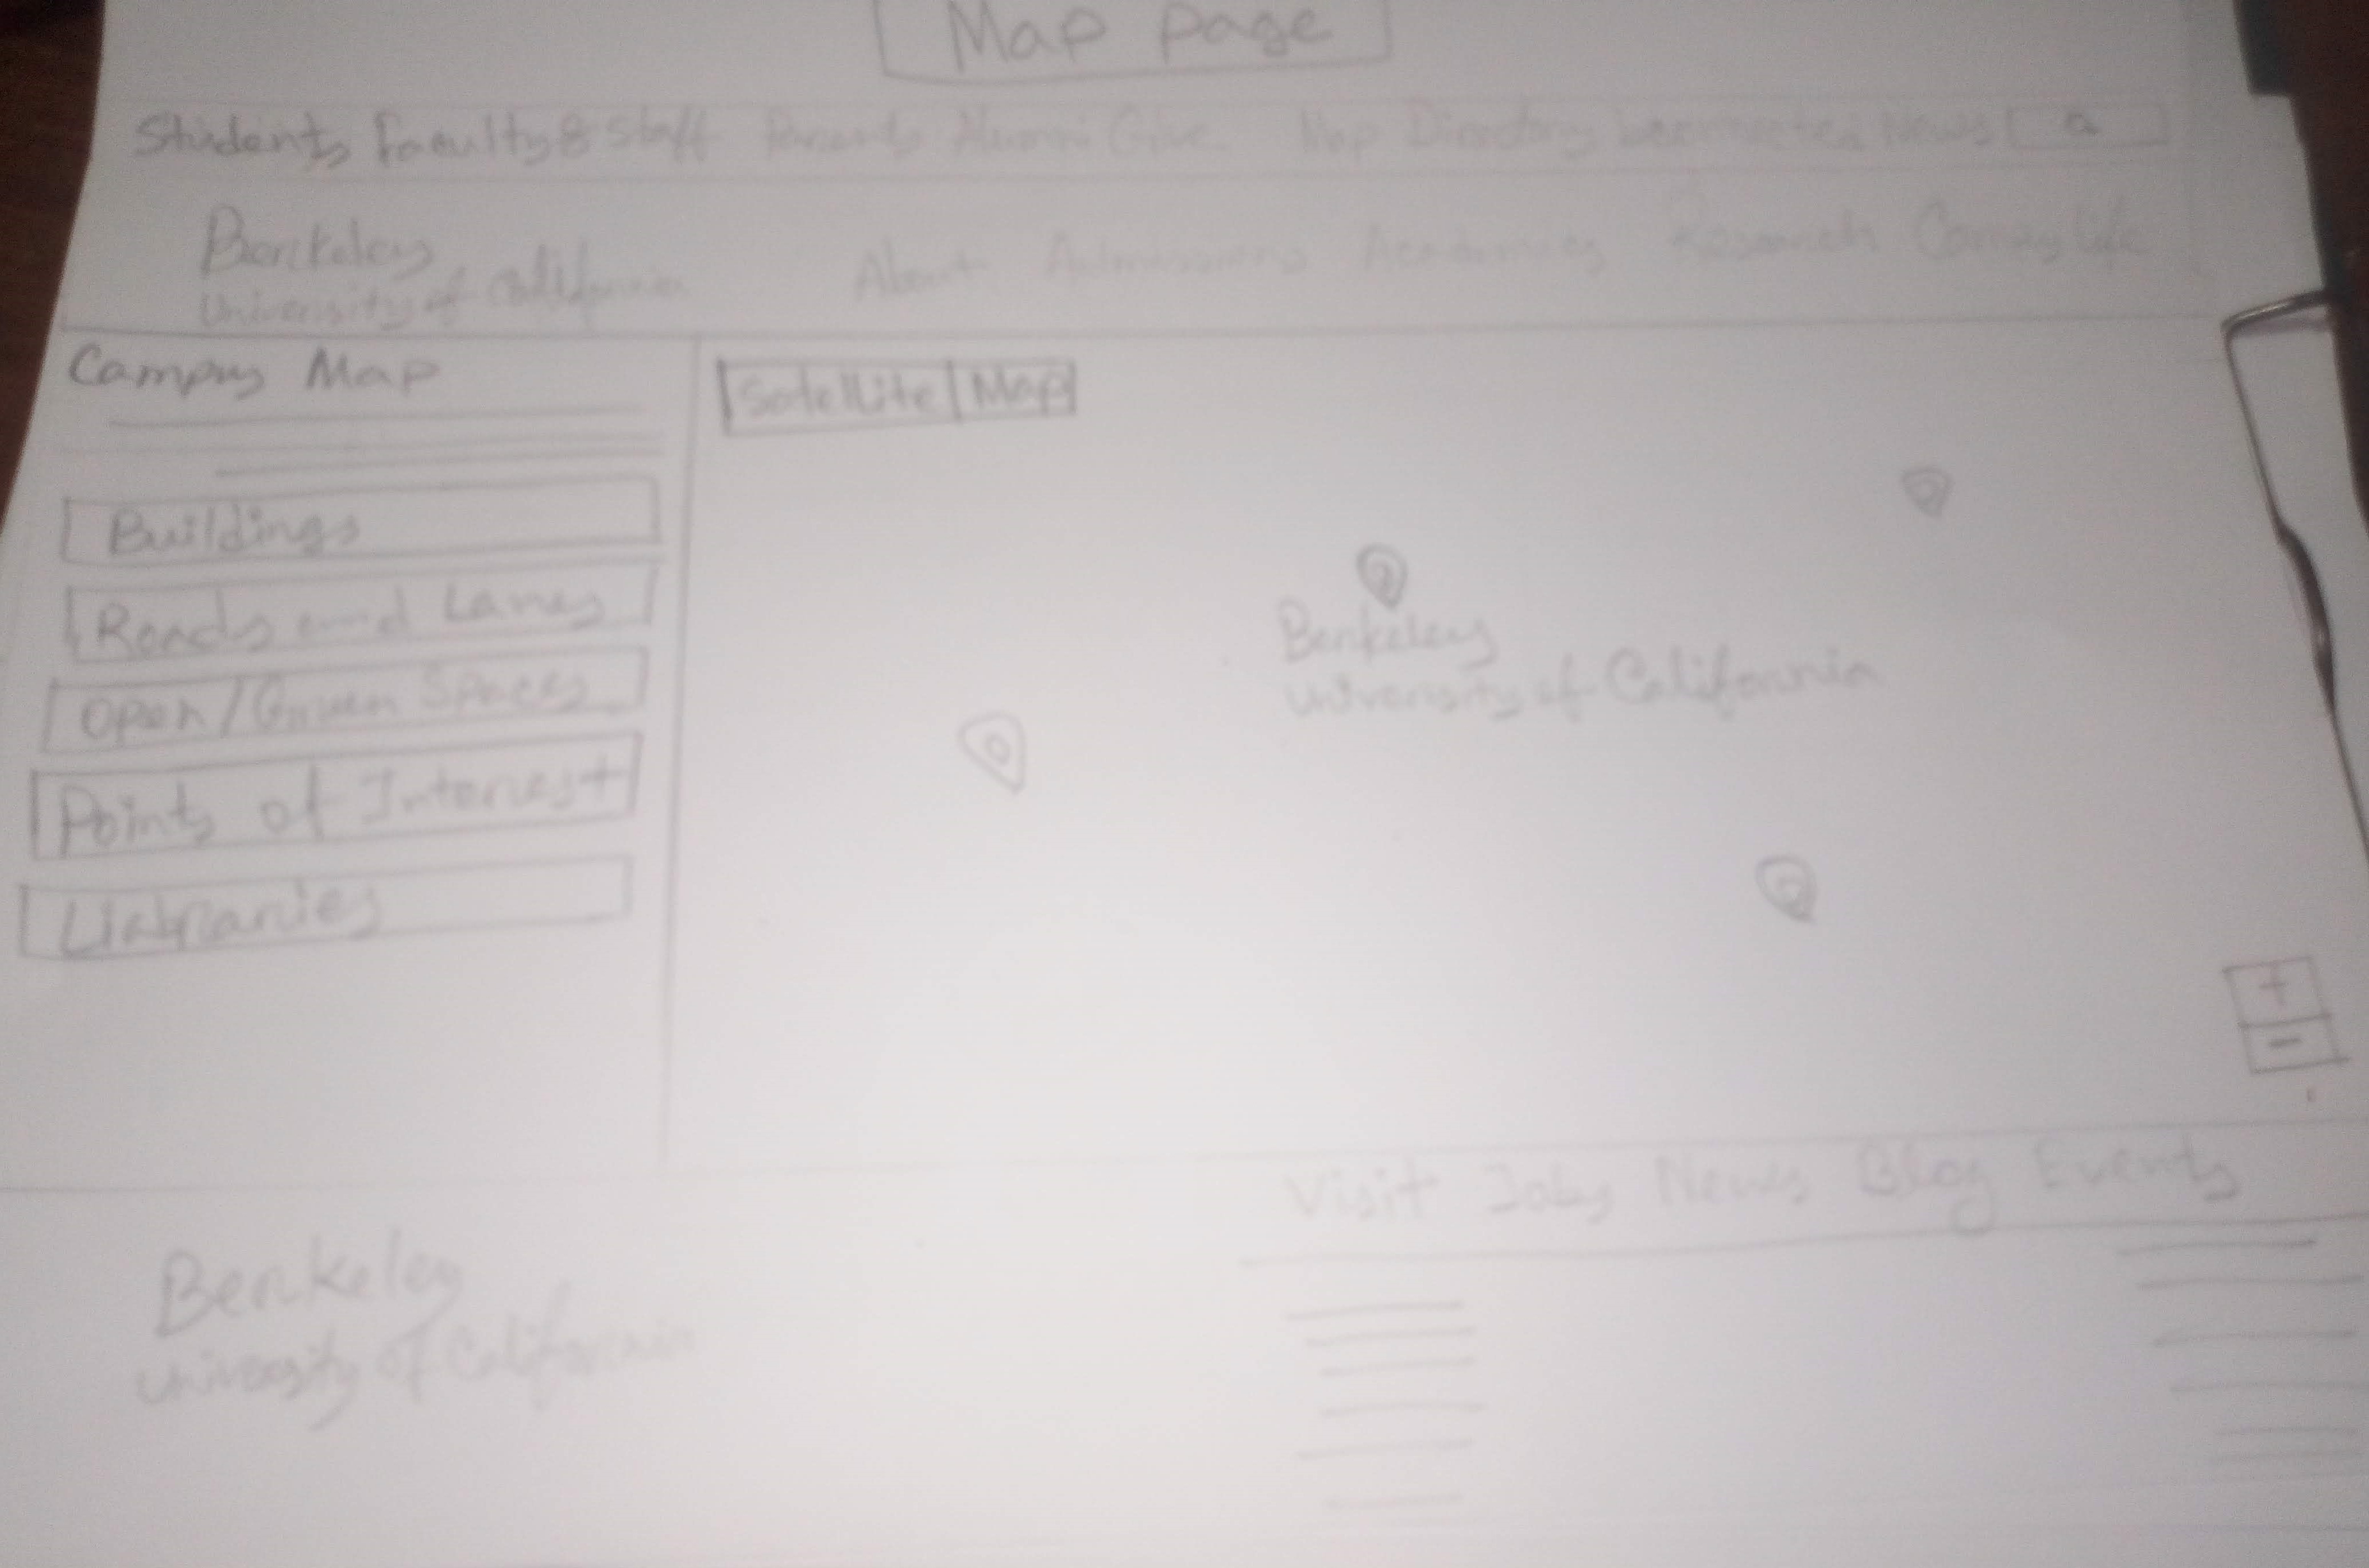 Map page
Students Faculty & Staff Parents Alumni Give Map Directory News
Berkeley
University of California
About Admissions Academics Research Campus life
Campus Map
Satellite Map
Buildings
Roads and Lanes
Open/Green Spaces
Points of Interest
Libraries
Berkeley
University of California
+
-
Visit Jobs News Blog Events
Berkeley
University of California